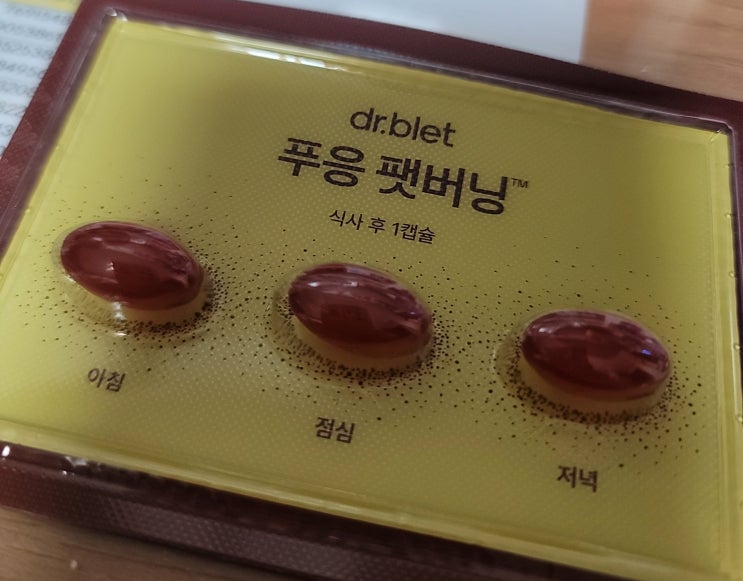 dr.blet
푸응 팻버닝™
식사 후 1캡슐
아침
점심
저녁